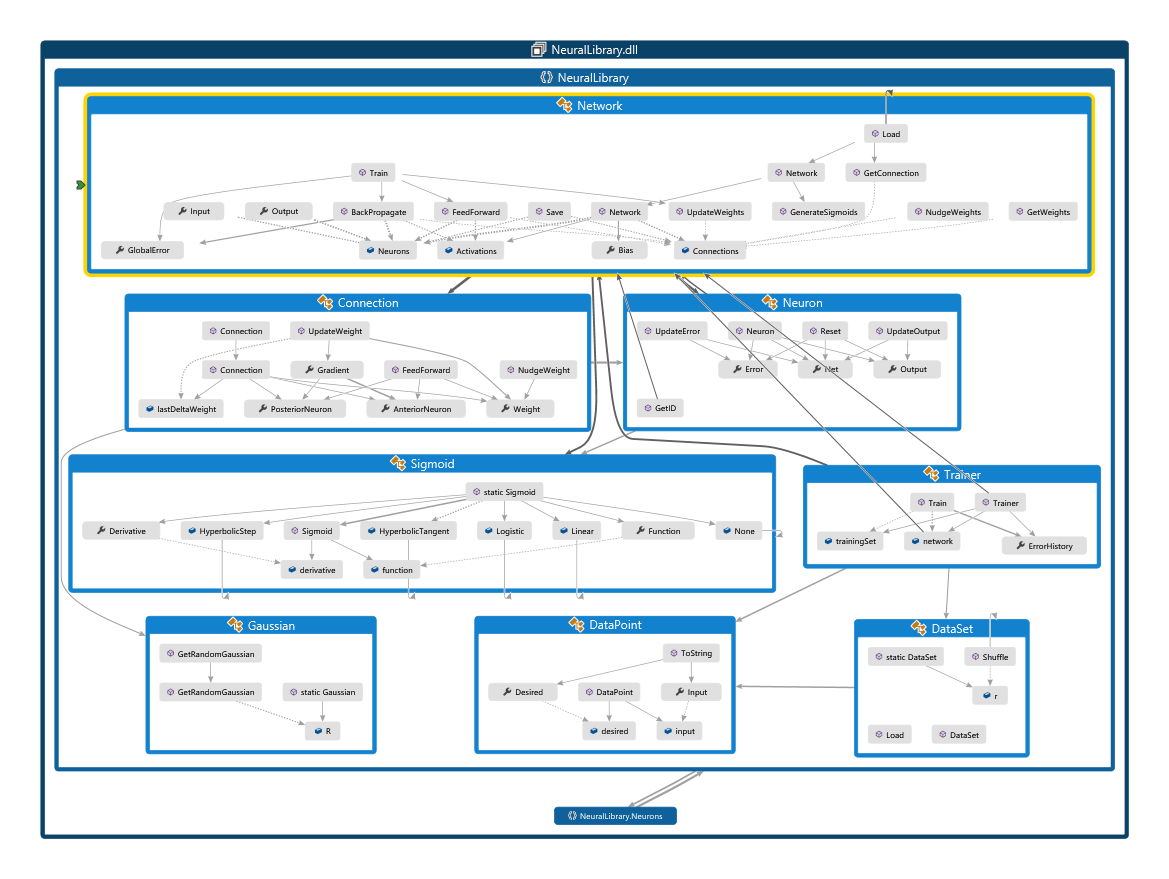 NeuralLibrary.dll
NeuralLibrary
Network
Load
Train
Network
GetConnection
Input
Output
BackPropagate
FeedForward
Save
Network
UpdateWeights
GenerateSigmoids
NudgeWeights
GetWeights
GlobalError
Neurons
Activations
Bias
Connections
Connection
Connection
UpdateWeight
Connection
Gradient
FeedForward
NudgeWeight
lastDeltaWeight
PosteriorNeuron
AnteriorNeuron
Weight
Neuron
UpdateError
Neuron
Reset
UpdateOutput
Error
Net
Output
GetID
Sigmoid
static Sigmoid
Derivative
HyperbolicStep
Sigmoid
HyperbolicTangent
Logistic
Linear
Function
None
derivative
function
Trainer
Train
Trainer
trainingSet
network
ErrorHistory
Gaussian
GetRandomGaussian
GetRandomGaussian
static Gaussian
R
DataPoint
ToString
Desired
DataPoint
Input
desired
input
DataSet
static DataSet
Shuffle
r
Load
DataSet
NeuralLibrary.Neurons